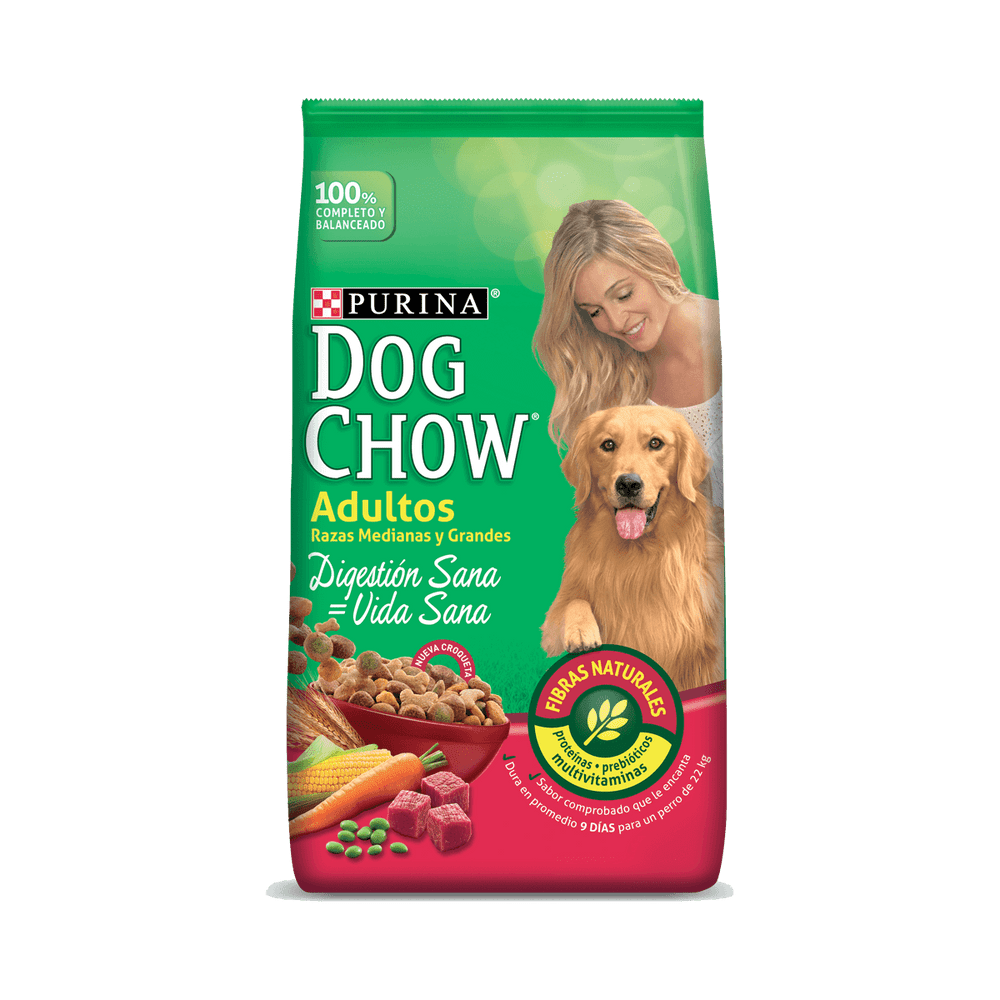 100%
COMPLETO Y
BALANCEADO
PURINA®
DOG
CHOW®
Adultos
Razas Medianas y Grandes
Digestión Sana
= Vida Sana
NUEVA CROQUETA
FIBRAS NATURALES
proteínas • prebióticos
multivitaminas
✓ Sabor comprobado que le encanta
✓ Dura en promedio 9 DÍAS para un perro de 22 kg